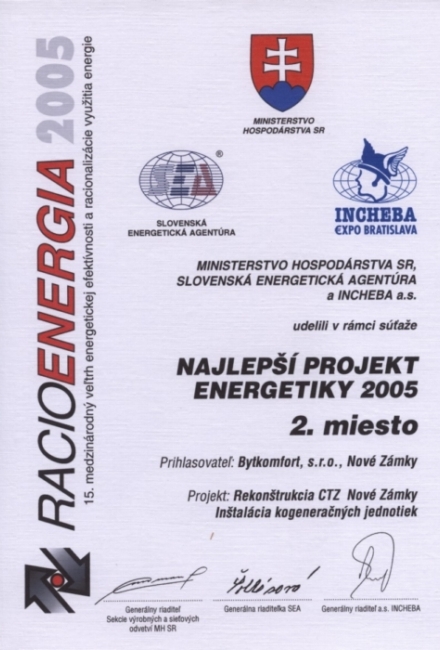 RACIOENERGIA 2005
15. medzinárodný veľtrh energetickej efektívnosti a racionalizácie využitia energie
MINISTERSTVO
HOSPODÁRSTVA SR
SEA ®
SLOVENSKÁ
ENERGETICKÁ AGENTÚRA
INCHEBA
EXPO BRATISLAVA
MINISTERSTVO HOSPODÁRSTVA SR,
SLOVENSKÁ ENERGETICKÁ AGENTÚRA
a INCHEBA a.s.
udelili v rámci súťaže
NAJLEPŠÍ PROJEKT
ENERGETIKY 2005
2. miesto
Prihlasovateľ: Bytkomfort, s.r.o., Nové Zámky
Projekt: Rekonštrukcia CTZ Nové Zámky
Inštalácia kogeneračných jednotiek
Generálny riaditeľ
Sekcie výrobných a sieťových
odvetví MH SR
Generálna riaditeľka SEA
Generálny riaditeľ a.s. INCHEBA